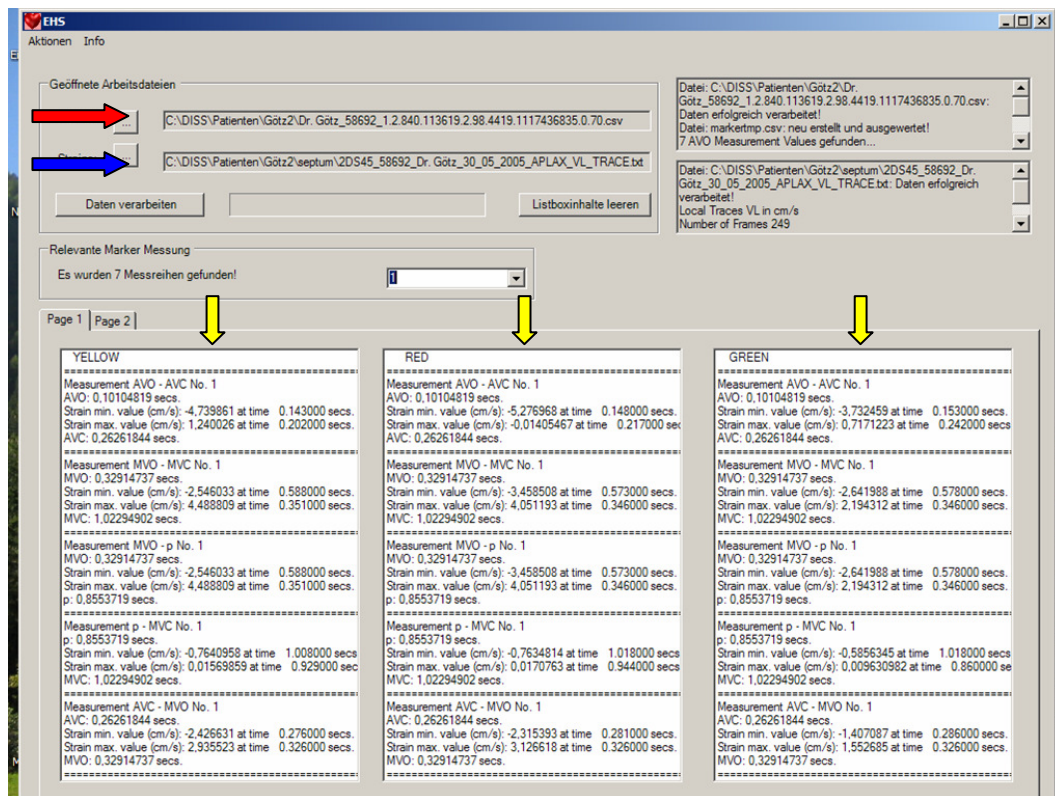 EHS
Aktionen Info
Geöffnete Arbeitsdateien
...
C:\DISS\Patienten\Götz2\Dr. Götz_58692_1.2.840.113619.2.98.4419.1117436835.0.70.csv
...
C:\DISS\Patienten\Götz2\septum\2DS45_58692_Dr. Götz_30_05_2005_APLAX_VL_TRACE.txt
Daten verarbeiten
Listboxinhalte leeren
Datei: C:\DISS\Patienten\Götz2\Dr.
Götz_58692_1.2.840.113619.2.98.4419.1117436835.0.70.csv:
Daten erfolgreich verarbeitet!
Datei: markertmp.csv: neu erstellt und ausgewertet!
7 AVO Measurement Values gefunden...
Datei: C:\DISS\Patienten\Götz2\septum\2DS45_58692_Dr.
Götz_30_05_2005_APLAX_VL_TRACE.txt: Daten erfolgreich
verarbeitet!
Local Traces VL in cm/s
Number of Frames 249
Relevante Marker Messung
Es wurden 7 Messreihen gefunden!
1
Page 1 Page 2
YELLOW
Measurement AVO - AVC No. 1
AVO: 0,10104819 secs.
Strain min. value (cm/s): -4,739861 at time 0.143000 secs.
Strain max. value (cm/s): 1,240026 at time 0.202000 secs.
AVC: 0,26261844 secs.
Measurement MVO - MVC No. 1
MVO: 0,32914737 secs.
Strain min. value (cm/s): -2,546033 at time 0.588000 secs.
Strain max. value (cm/s): 4,488809 at time 0.351000 secs.
MVC: 1,02294902 secs.
Measurement MVO - p No. 1
MVO: 0,32914737 secs.
Strain min. value (cm/s): -2,546033 at time 0.588000 secs.
Strain max. value (cm/s): 4,488809 at time 0.351000 secs.
p: 0,8553719 secs.
Measurement p - MVC No. 1
p: 0,8553719 secs.
Strain min. value (cm/s): -0,7640958 at time 1.008000 secs
Strain max. value (cm/s): 0,01569859 at time 0.929000 sec
MVC: 1,02294902 secs.
Measurement AVC - MVO No. 1
AVC: 0,26261844 secs.
Strain min. value (cm/s): -2,426631 at time 0.276000 secs.
Strain max. value (cm/s): 2,935523 at time 0.326000 secs.
MVO: 0,32914737 secs.
RED
Measurement AVO - AVC No. 1
AVO: 0,10104819 secs.
Strain min. value (cm/s): -5,276968 at time 0.148000 secs.
Strain max. value (cm/s): -0,01405467 at time 0.217000 sec
AVC: 0,26261844 secs.
Measurement MVO - MVC No. 1
MVO: 0,32914737 secs.
Strain min. value (cm/s): -3,458508 at time 0.573000 secs.
Strain max. value (cm/s): 4,051193 at time 0.346000 secs.
MVC: 1,02294902 secs.
Measurement MVO - p No. 1
MVO: 0,32914737 secs.
Strain min. value (cm/s): -3,458508 at time 0.573000 secs.
Strain max. value (cm/s): 4,051193 at time 0.346000 secs.
p: 0,8553719 secs.
Measurement p - MVC No. 1
p: 0,8553719 secs.
Strain min. value (cm/s): -0,7634814 at time 1.018000 secs
Strain max. value (cm/s): 0,0170763 at time 0.944000 secs
MVC: 1,02294902 secs.
Measurement AVC - MVO No. 1
AVC: 0,26261844 secs.
Strain min. value (cm/s): -2,315393 at time 0.281000 secs.
Strain max. value (cm/s): 3,126618 at time 0.326000 secs.
MVO: 0,32914737 secs.
GREEN
Measurement AVO - AVC No. 1
AVO: 0,10104819 secs.
Strain min. value (cm/s): -3,732459 at time 0.153000 secs.
Strain max. value (cm/s): 0,7171223 at time 0.242000 secs
AVC: 0,26261844 secs.
Measurement MVO - MVC No. 1
MVO: 0,32914737 secs.
Strain min. value (cm/s): -2,641988 at time 0.578000 secs.
Strain max. value (cm/s): 2,194312 at time 0.346000 secs.
MVC: 1,02294902 secs.
Measurement MVO - p No. 1
MVO: 0,32914737 secs.
Strain min. value (cm/s): -2,641988 at time 0.578000 secs.
Strain max. value (cm/s): 2,194312 at time 0.346000 secs.
p: 0,8553719 secs.
Measurement p - MVC No. 1
p: 0,8553719 secs.
Strain min. value (cm/s): -0,5856345 at time 1.018000 secs
Strain max. value (cm/s): 0,009630982 at time 0.860000 se
MVC: 1,02294902 secs.
Measurement AVC - MVO No. 1
AVC: 0,26261844 secs.
Strain min. value (cm/s): -1,407087 at time 0.286000 secs.
Strain max. value (cm/s): 1,552685 at time 0.326000 secs.
MVO: 0,32914737 secs.